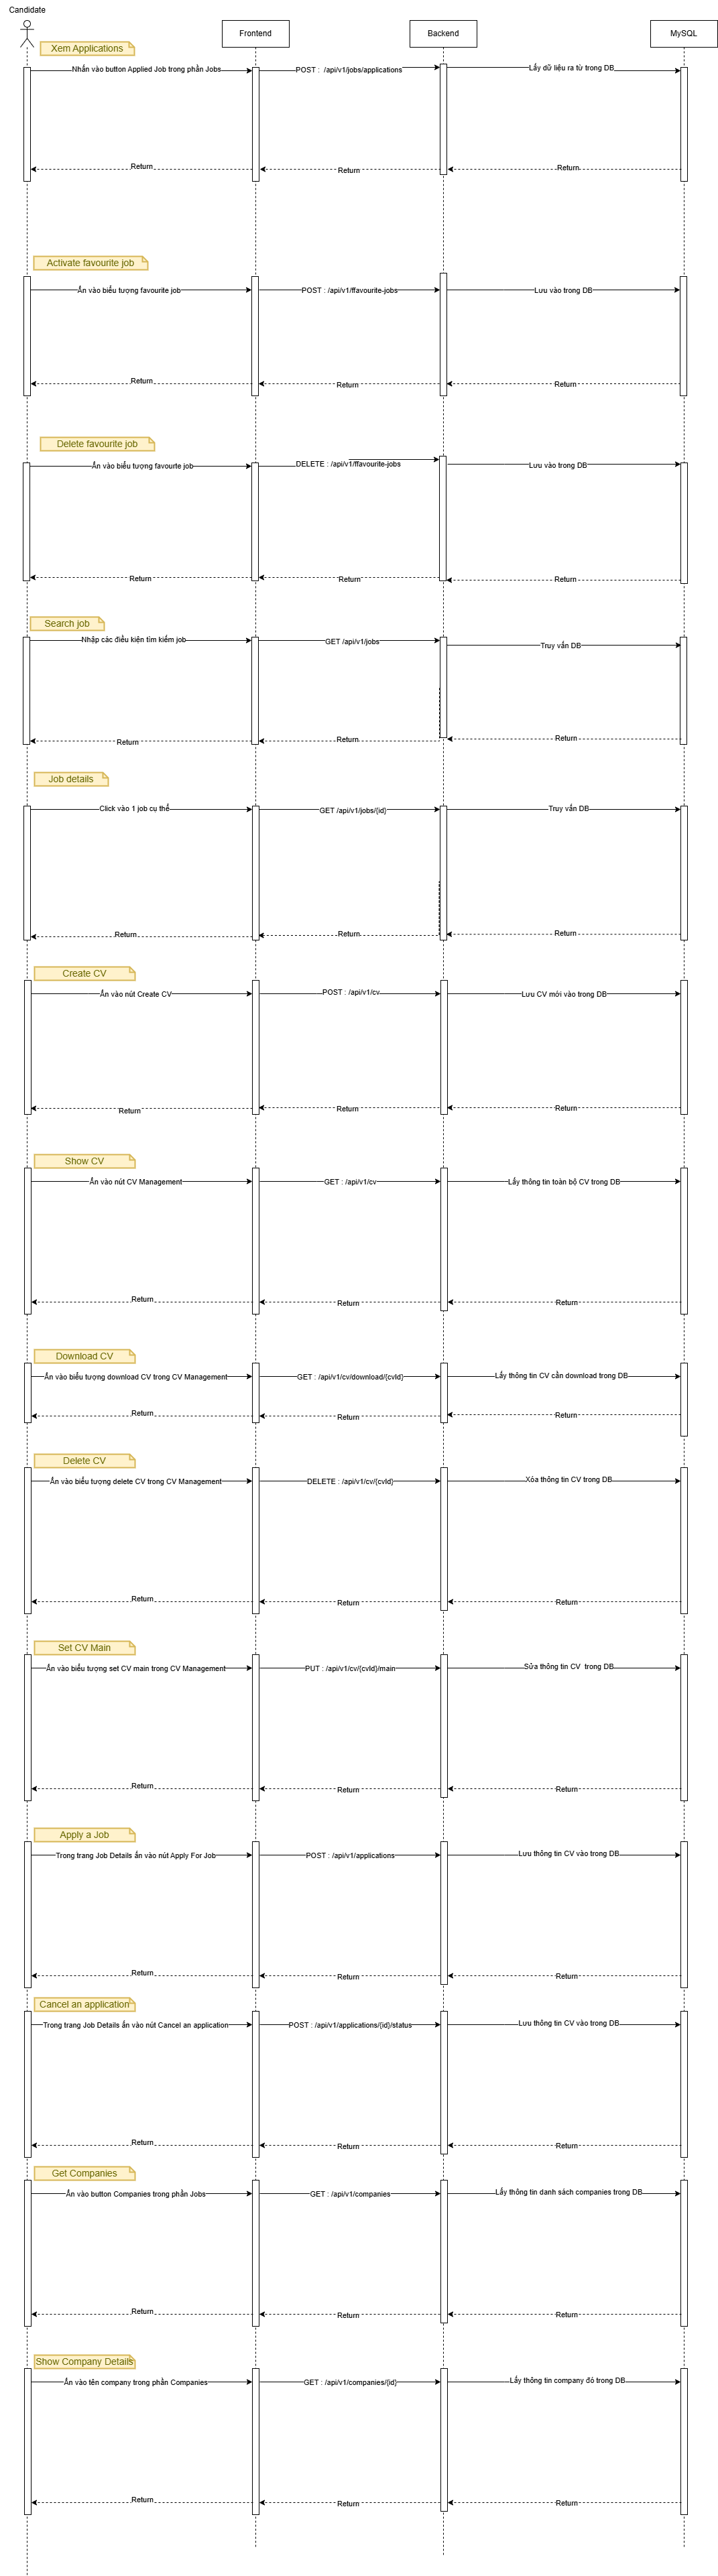 Candidate
Frontend
Backend
MySQL
Xem Applications
Nhấn vào button Applied Job trong phần Jobs
POST :  /api/v1/jobs/applications
Lấy dữ liệu ra từ trong DB
Return
Return
Return
Activate favourite job
Ấn vào biểu tượng favourite job
POST : /api/v1/ffavourite-jobs
Lưu vào trong DB
Return
Return
Return
Delete favourite job
Ấn vào biểu tượng favourte job
DELETE : /api/v1/ffavourite-jobs
Lưu vào trong DB
Return
Return
Return
Search job
Nhập các điều kiện tìm kiếm job
GET /api/v1/jobs
Truy vấn DB
Return
Return
Return
Job details
Click vào 1 job cụ thể
GET /api/v1/jobs/{id}
Truy vấn DB
Return
Return
Return
Create CV
Ấn vào nút Create CV
POST : /api/v1/cv
Lưu CV mới vào trong DB
Return
Return
Return
Show CV
Ấn vào nút CV Management
GET : /api/v1/cv
Lấy thông tin toàn bộ CV trong DB
Return
Return
Return
Download CV
Ấn vào biểu tượng download CV trong CV Management
GET : /api/v1/cv/download/{cvId}
Lấy thông tin CV cần download trong DB
Return
Return
Return
Delete CV
Ấn vào biểu tượng delete CV trong CV Management
DELETE : /api/v1/cv/{cvId}
Xóa thông tin CV trong DB
Return
Return
Return
Set CV Main
Ấn vào biểu tượng set CV main trong CV Management
PUT : /api/v1/cv/{cvId}/main
Sửa thông tin CV  trong DB
Return
Return
Return
Apply a Job
Trong trang Job Details ấn vào nút Apply For Job
POST : /api/v1/applications
Lưu thông tin CV vào trong DB
Return
Return
Return
Cancel an application
Trong trang Job Details ấn vào nút Cancel an application
POST : /api/v1/applications/{id}/status
Lưu thông tin CV vào trong DB
Return
Return
Return
Get Companies
Ấn vào button Companies trong phần Jobs
GET : /api/v1/companies
Lấy thông tin danh sách companies trong DB
Return
Return
Return
Show Company Details
Ấn vào tên company trong phần Companies
GET : /api/v1/companies/{id}
Lấy thông tin company đó trong DB
Return
Return
Return